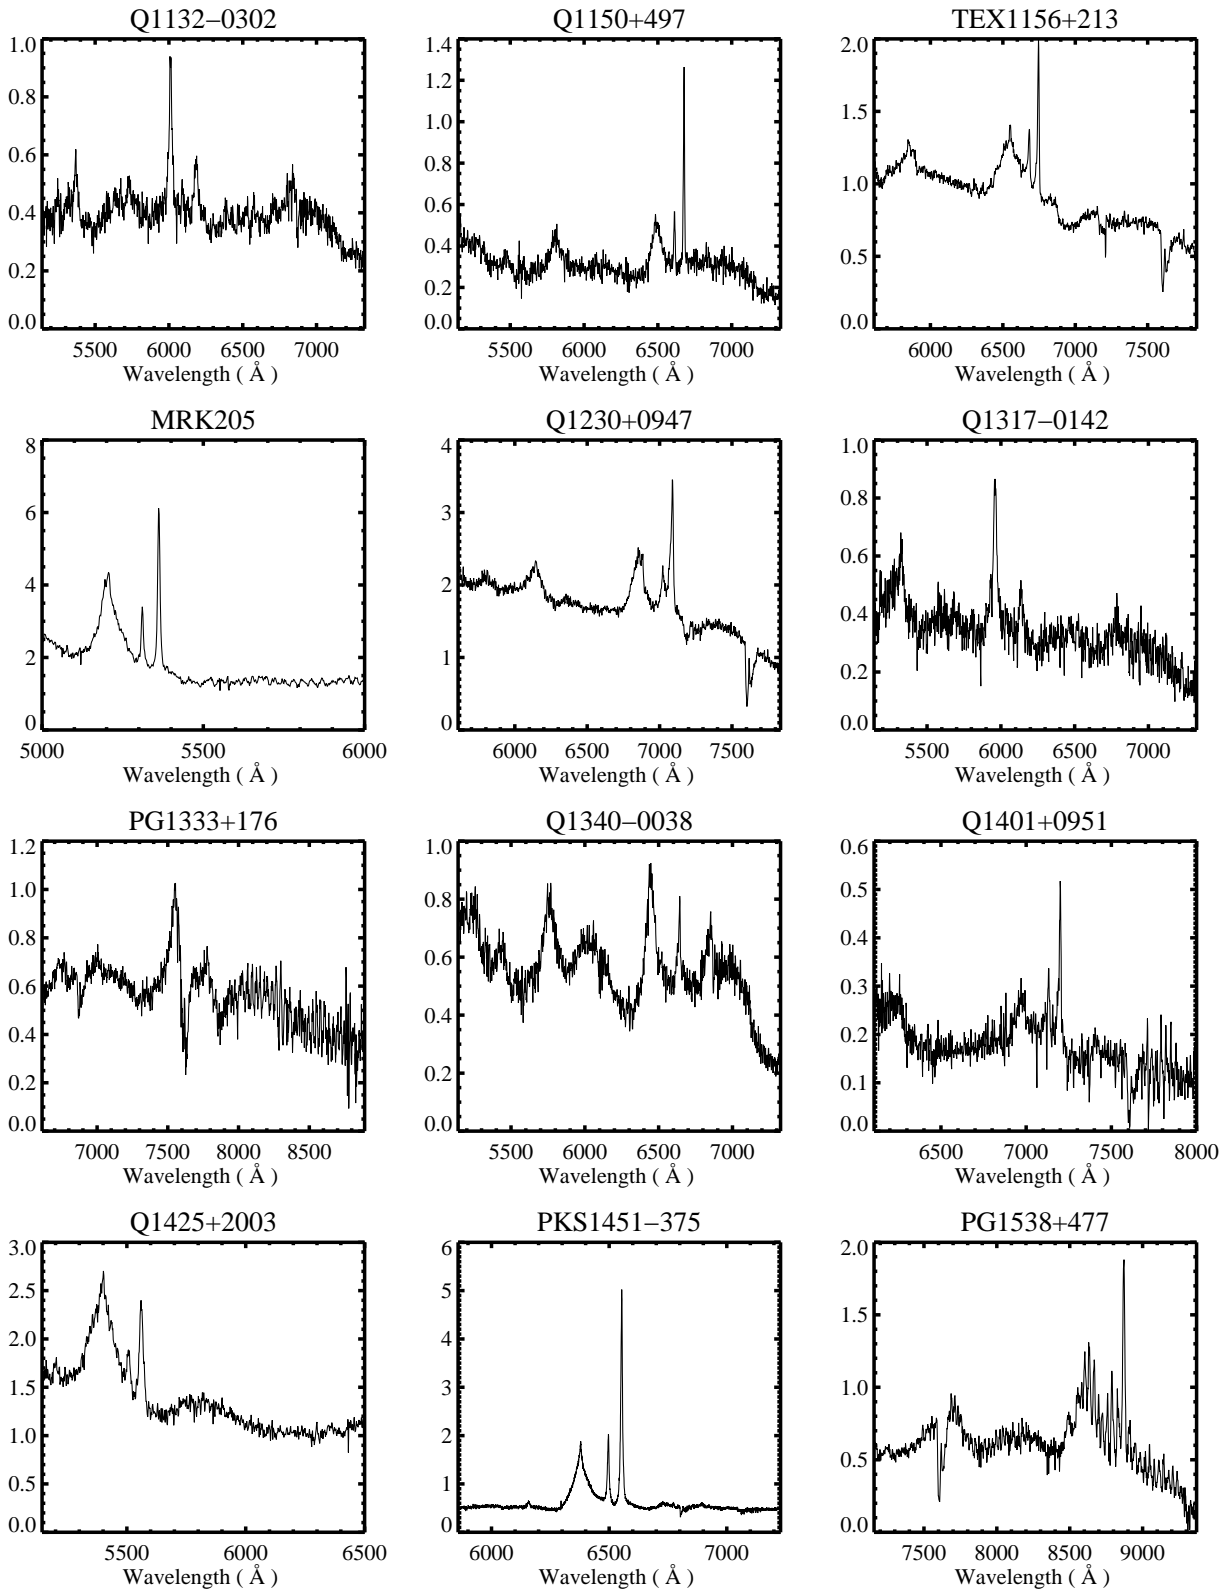 Q1132−0302
1.0
0.8
0.6
0.4
0.2
0.0
5500 6000 6500 7000
Wavelength ( Å )
Q1150+497
1.4
1.2
1.0
0.8
0.6
0.4
0.2
0.0
5500 6000 6500 7000
Wavelength ( Å )
TEX1156+213
2.0
1.5
1.0
0.5
0.0
6000 6500 7000 7500
Wavelength ( Å )
MRK205
8
6
4
2
0
5000 5500 6000
Wavelength ( Å )
Q1230+0947
4
3
2
1
0
6000 6500 7000 7500
Wavelength ( Å )
Q1317−0142
1.0
0.8
0.6
0.4
0.2
0.0
5500 6000 6500 7000
Wavelength ( Å )
PG1333+176
1.2
1.0
0.8
0.6
0.4
0.2
0.0
7000 7500 8000 8500
Wavelength ( Å )
Q1340−0038
1.0
0.8
0.6
0.4
0.2
0.0
5500 6000 6500 7000
Wavelength ( Å )
Q1401+0951
0.6
0.5
0.4
0.3
0.2
0.1
0.0
6500 7000 7500 8000
Wavelength ( Å )
Q1425+2003
3.0
2.5
2.0
1.5
1.0
0.5
0.0
5500 6000 6500
Wavelength ( Å )
PKS1451−375
6
5
4
3
2
1
0
6000 6500 7000
Wavelength ( Å )
PG1538+477
2.0
1.5
1.0
0.5
0.0
7500 8000 8500 9000
Wavelength ( Å )